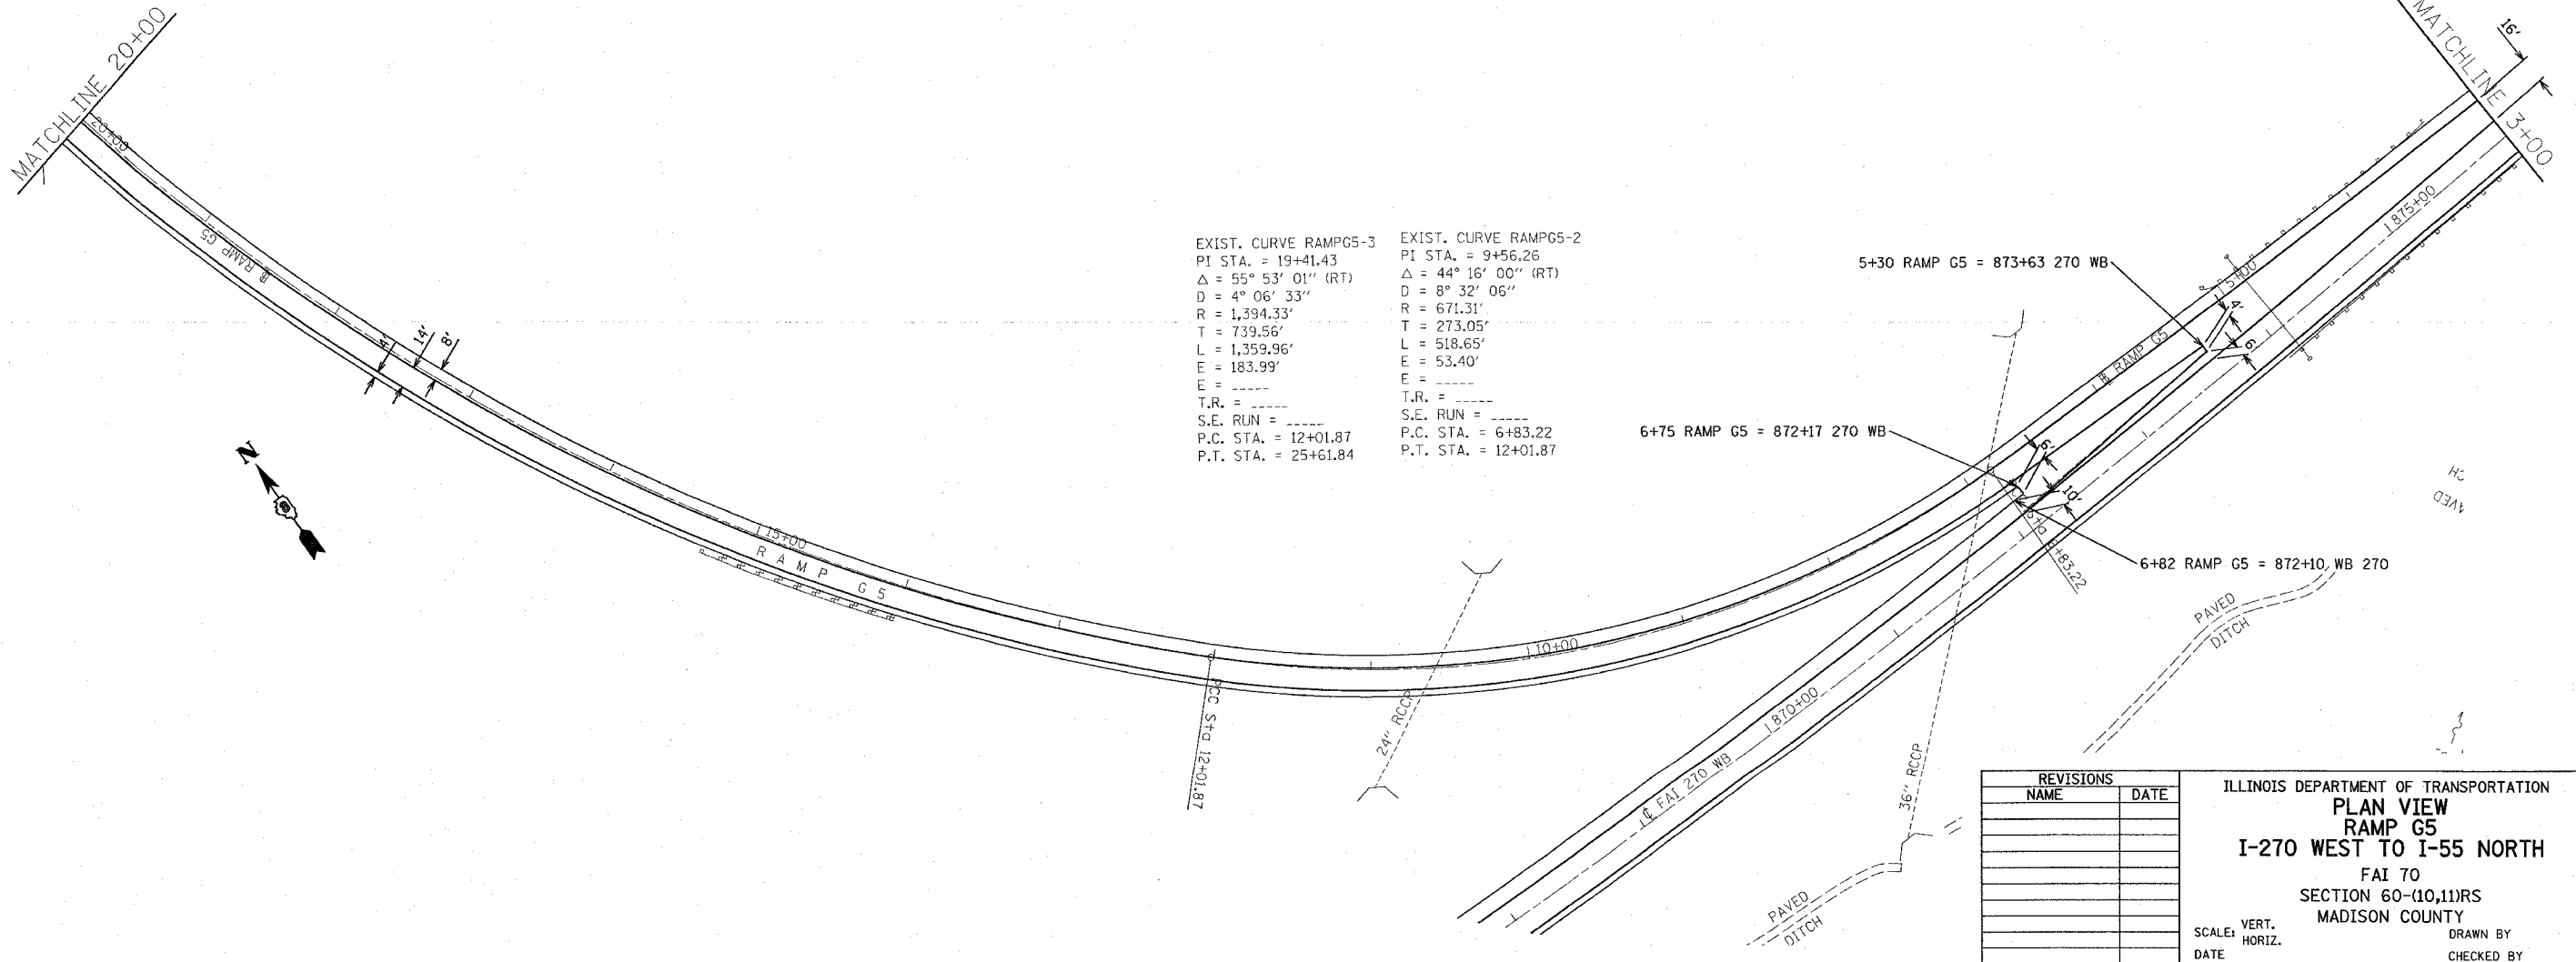 MATCHLINE 20+00
20+00
℄ RAMP G5
4'
14'
8'
N
15+00
RAMP G5
PCC Sta 12+01.87
24" RCCP
10+00
EXIST. CURVE RAMPG5-3
PI STA. = 19+41.43
Δ = 55° 53' 01" (RT)
D = 4° 06' 33"
R = 1,394.33'
T = 739.56'
L = 1,359.96'
E = 183.99'
E = _____
T.R. = _____
S.E. RUN = _____
P.C. STA. = 12+01.87
P.T. STA. = 25+61.84
EXIST. CURVE RAMPG5-2
PI STA. = 9+56.26
Δ = 44° 16' 00" (RT)
D = 8° 32' 06"
R = 671.31'
T = 273.05'
L = 518.65'
E = 53.40'
E = _____
T.R. = _____
S.E. RUN = _____
P.C. STA. = 6+83.22
P.T. STA. = 12+01.87
MATCHLINE 3+00
16'
875+00
5+30 RAMP G5 = 873+63 270 WB
5+00
4'
6'
℄ RAMP G5
6+75 RAMP G5 = 872+17 270 WB
6'
10'
6+82 RAMP G5 = 872+10 WB 270
870+00
℄ FAI 270 WB
36" RCCP
PAVED
DITCH
PAVED
DITCH
REVISIONS
NAME DATE
ILLINOIS DEPARTMENT OF TRANSPORTATION
PLAN VIEW
RAMP G5
I-270 WEST TO I-55 NORTH
FAI 70
SECTION 60-(10,11)RS
MADISON COUNTY
SCALE: VERT.
HORIZ.
DRAWN BY
DATE
CHECKED BY